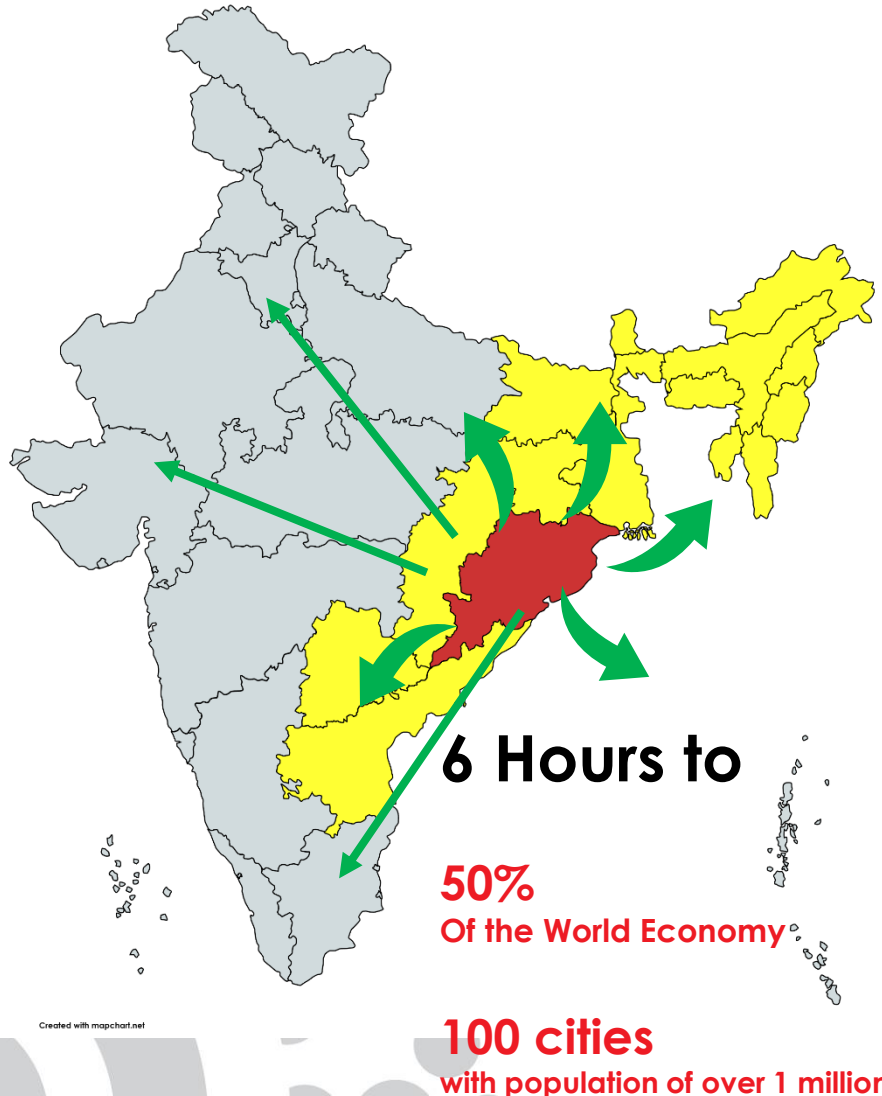 6 Hours to
50%
Of the World Economy
Created with mapchart.net
100 cities
with population of over 1 million